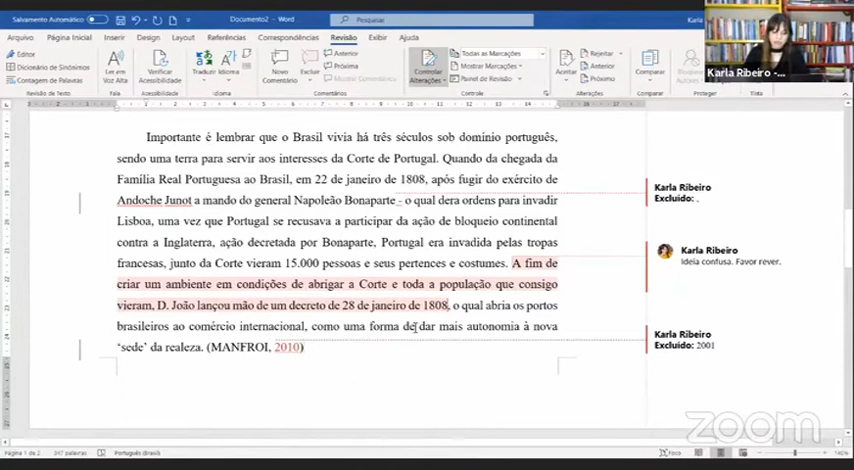 Salvamento Automático
Documento2 - Word
Pesquisar
Karla
Arquivo
Página Inicial
Inserir
Design
Layout
Referências
Correspondências
Revisão
Exibir
Ajuda
Editor
Dicionário de Sinônimos
Contagem de Palavras
Ler em
Voz Alta
Verificar
Acessibilidade
Traduzir
Idioma
Novo
Comentário
Excluir
Anterior
Próxima
Mostrar Comentários
Controlar
Alterações
Todas as Marcações
Mostrar Marcações
Painel de Revisão
Aceitar
Rejeitar
Anterior
Próximo
Comparar
Bloquear
Revisão
Fala
Acessibilidade
Idioma
Comentários
Controle
Alterações
Comparar
Proteger
Tinta
Karla Ribeiro -...
Importante é lembrar que o Brasil vivia há três séculos sob domínio português,
sendo uma terra para servir aos interesses da Corte de Portugal. Quando da chegada da
Família Real Portuguesa ao Brasil, em 22 de janeiro de 1808, após fugir do exército de
Andoche Junot a mando do general Napoleão Bonaparte - o qual dera ordens para invadir
Lisboa, uma vez que Portugal se recusava a participar da ação de bloqueio continental
contra a Inglaterra, ação decretada por Bonaparte, Portugal era invadida pelas tropas
francesas, junto da Corte vieram 15.000 pessoas e seus pertences e costumes. A fim de
criar um ambiente em condições de abrigar a Corte e toda a população que consigo
vieram, D. João lançou mão de um decreto de 28 de janeiro de 1808, o qual abria os portos
brasileiros ao comércio internacional, como uma forma de dar mais autonomia à nova
‘sede’ da realeza. (MANFROI, 2010)
Karla Ribeiro
Excluído: .
Karla Ribeiro
Ideia confusa. Favor rever.
Karla Ribeiro
Excluído: 2001
zoom
Página 1 de 2
247 palavras
Português (Brasil)
Foco
140%